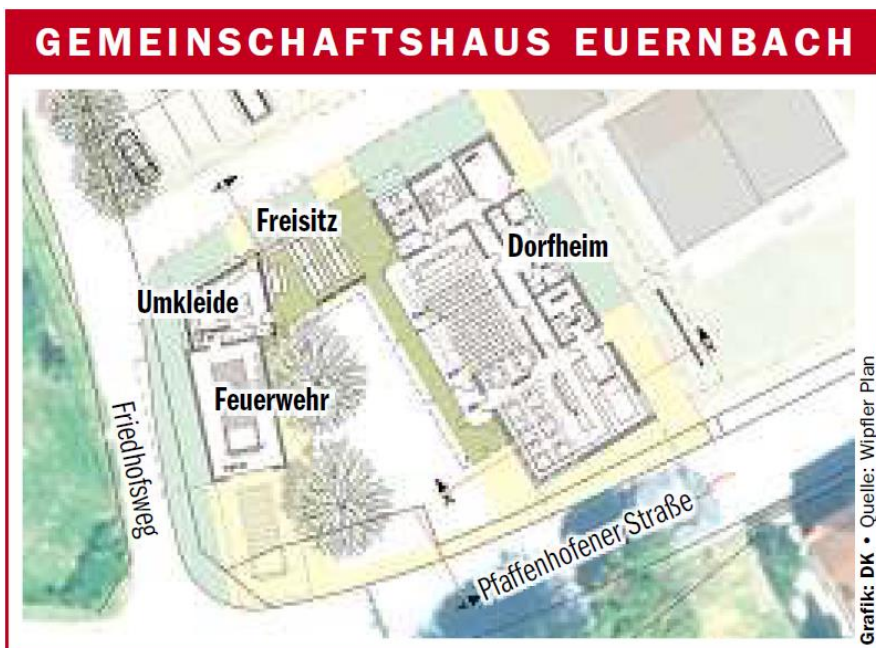 GEMEINSCHAFTSHAUS EUERNBACH
Freisitz
Dorfheim
Umkleide
Feuerwehr
Friedhofsweg
Pfaffenhofener Straße
Grafik: DK • Quelle: Wipfler Plan